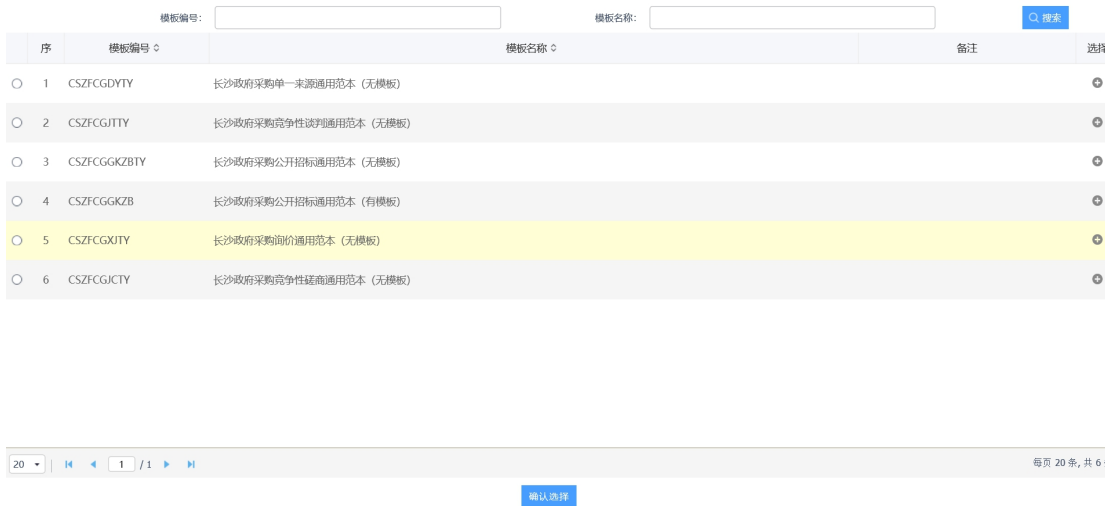 模板编号: 模板名称: 搜索
序 模板编号 模板名称 备注 选择
1 CSZFCGDYTY 长沙政府采购单一来源通用范本 (无模板)
2 CSZFCGJTTY 长沙政府采购竞争性谈判通用范本 (无模板)
3 CSZFCGGKZBTY 长沙政府采购公开招标通用范本 (无模板)
4 CSZFCGGKZB 长沙政府采购公开招标通用范本 (有模板)
5 CSZFCGXJTY 长沙政府采购询价通用范本 (无模板)
6 CSZFCGJCTY 长沙政府采购竞争性磋商通用范本 (无模板)
20 1 / 1 每页 20 条, 共 6
确认选择